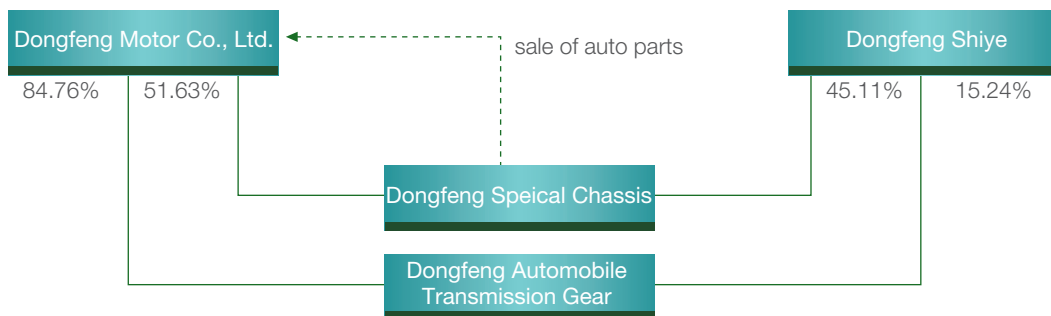 Dongfeng Motor Co., Ltd.
sale of auto parts
Dongfeng Shiye
84.76%
51.63%
45.11%
15.24%
Dongfeng Speical Chassis
Dongfeng Automobile
Transmission Gear